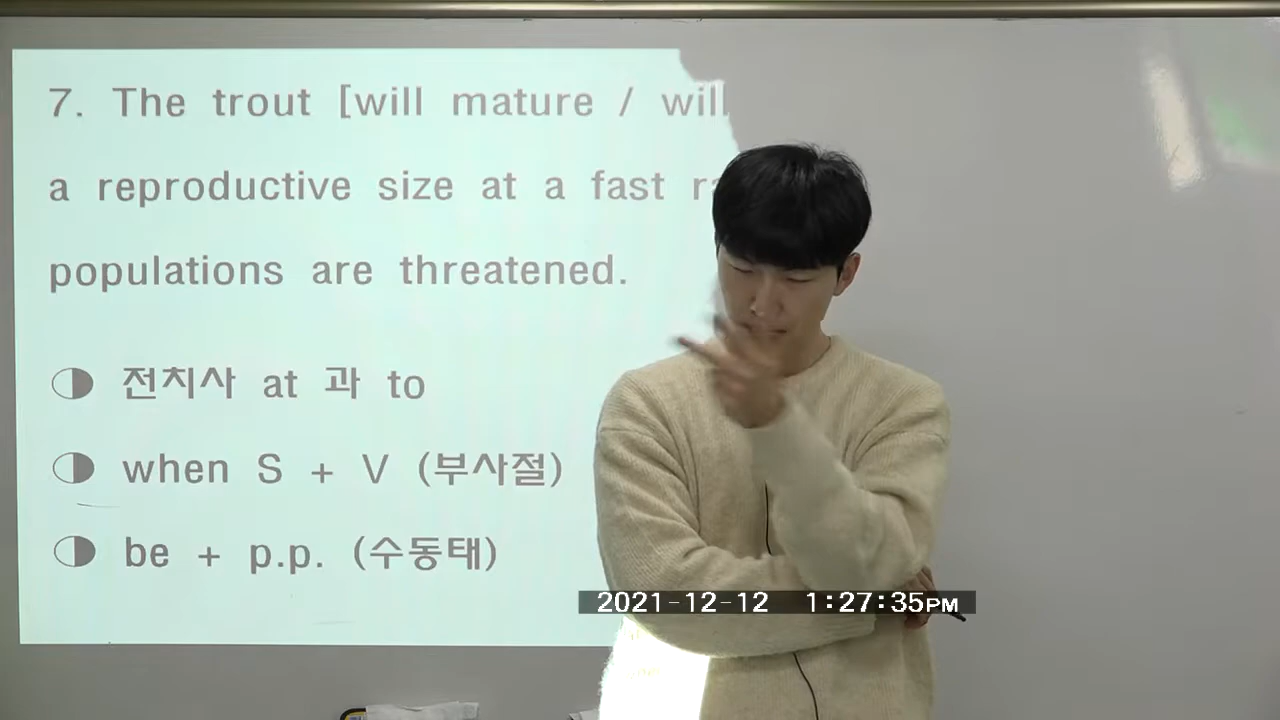 7. The trout [will mature / will
a reproductive size at a fast
populations are threatened.
◑ 전치사 at 과 to
◑ when S + V (부사절)
◑ be + p.p. (수동태)
2021-12-12 1:27:35PM